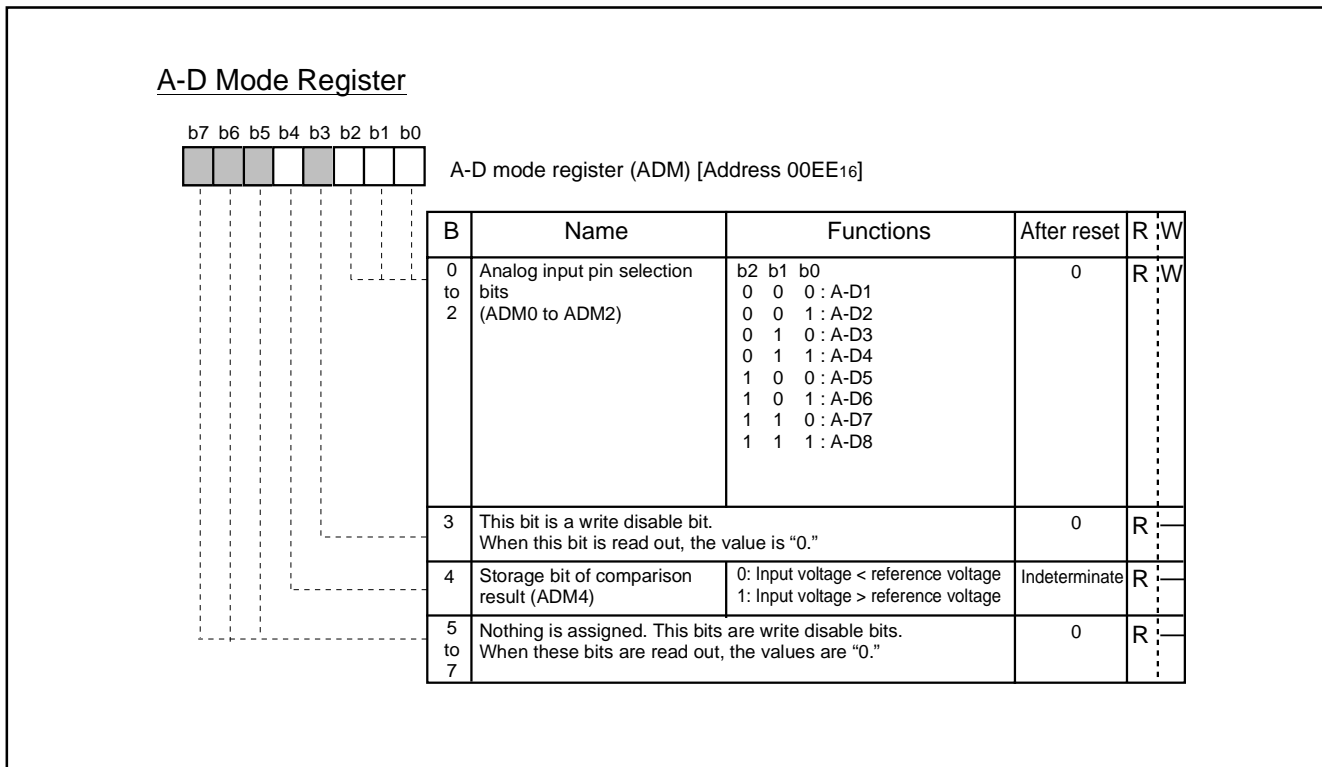 A-D Mode Register
b7 b6 b5 b4 b3 b2 b1 b0
A-D mode register (ADM) [Address 00EE16]
B Name Functions After reset R W
0 to 2 Analog input pin selection bits (ADM0 to ADM2) 0 R W
b2 b1 b0
0 0 0 : A-D1
0 0 1 : A-D2
0 1 0 : A-D3
0 1 1 : A-D4
1 0 0 : A-D5
1 0 1 : A-D6
1 1 0 : A-D7
1 1 1 : A-D8
3 This bit is a write disable bit. 0 R —
When this bit is read out, the value is “0.”
4 Storage bit of comparison result (ADM4) 0: Input voltage < reference voltage Indeterminate R —
1: Input voltage > reference voltage
5 to 7 Nothing is assigned. This bits are write disable bits. 0 R —
When these bits are read out, the values are “0.”